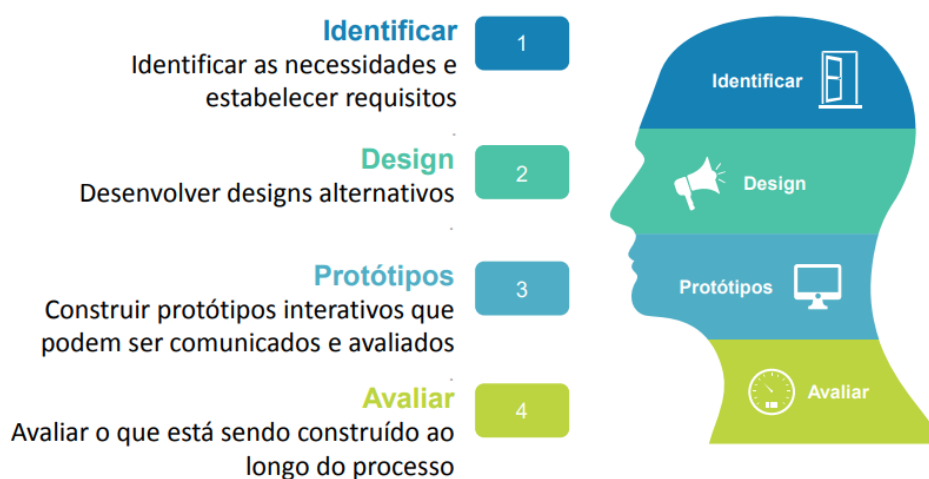 Identificar
1
Identificar as necessidades e
estabelecer requisitos
Design
2
Desenvolver designs alternativos
Protótipos
3
Construir protótipos interativos que
podem ser comunicados e avaliados
Avaliar
4
Avaliar o que está sendo construído ao
longo do processo
Identificar
Design
Protótipos
Avaliar